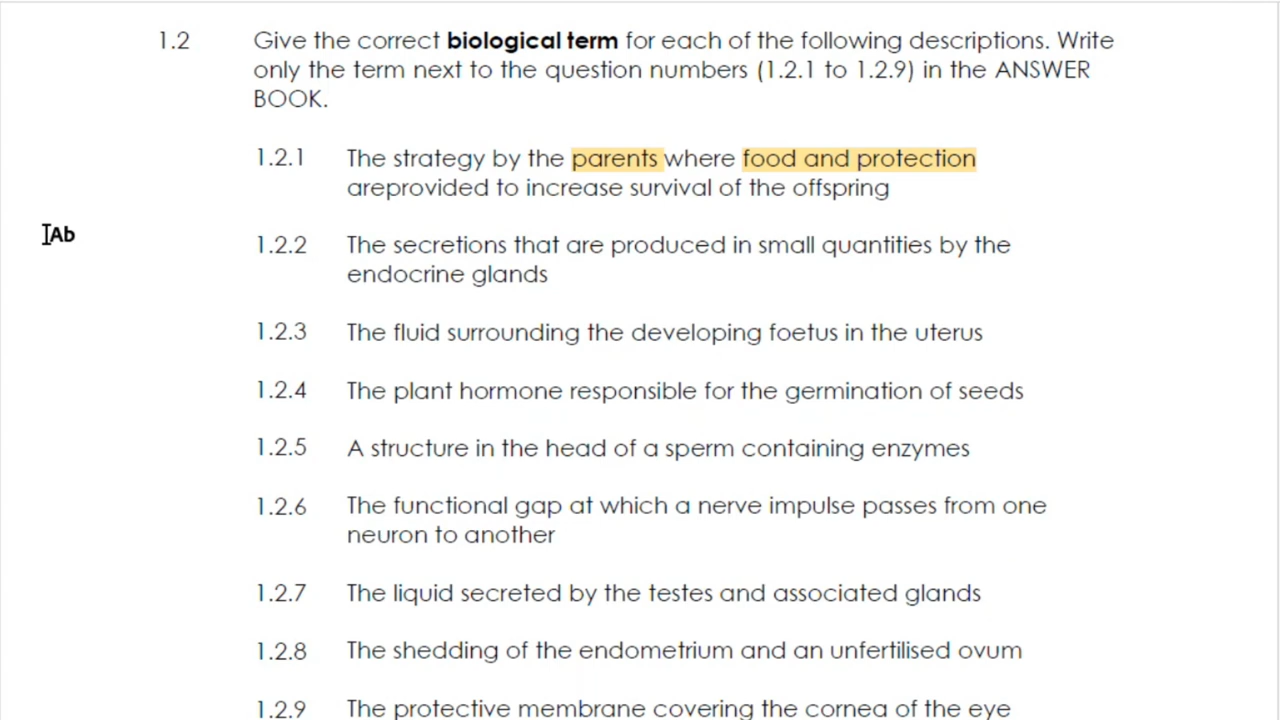 1.2 Give the correct biological term for each of the following descriptions. Write
only the term next to the question numbers (1.2.1 to 1.2.9) in the ANSWER
BOOK.
1.2.1 The strategy by the parents where food and protection
areprovided to increase survival of the offspring
Ab
1.2.2 The secretions that are produced in small quantities by the
endocrine glands
1.2.3 The fluid surrounding the developing foetus in the uterus
1.2.4 The plant hormone responsible for the germination of seeds
1.2.5 A structure in the head of a sperm containing enzymes
1.2.6 The functional gap at which a nerve impulse passes from one
neuron to another
1.2.7 The liquid secreted by the testes and associated glands
1.2.8 The shedding of the endometrium and an unfertilised ovum
1.2.9 The protective membrane covering the cornea of the eye